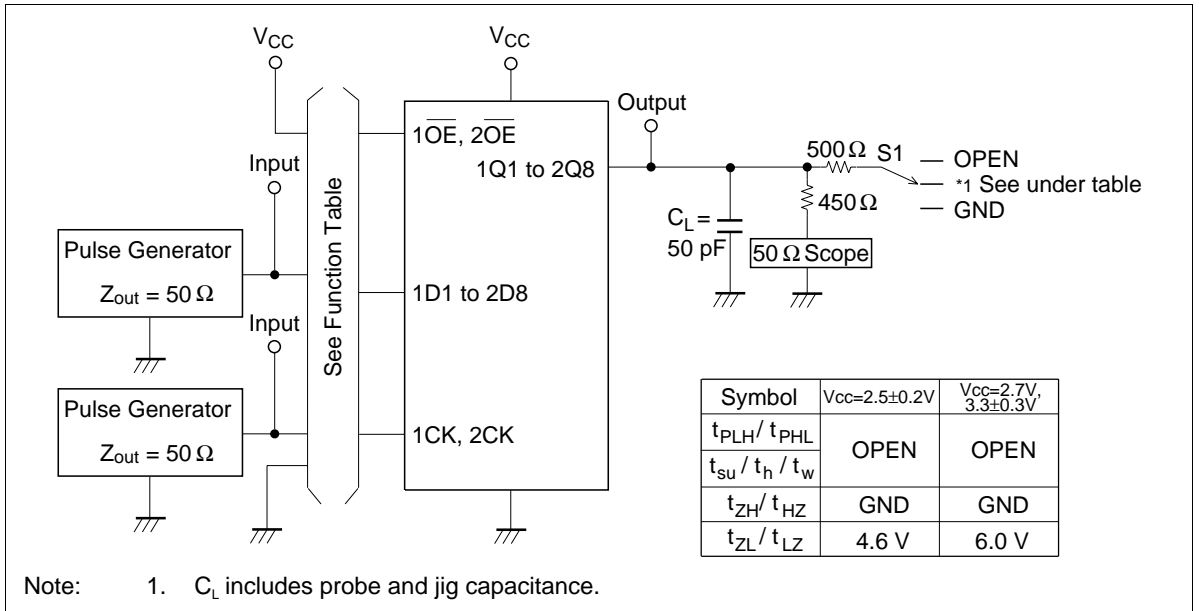 VCC
VCC
Output
1OE, 2OE
Input
1Q1 to 2Q8
500 Ω
S1
OPEN
*1 See under table
GND
450 Ω
CL =
50 pF
50 Ω Scope
Pulse Generator
Zout = 50 Ω
See Function Table
1D1 to 2D8
Input
Pulse Generator
Zout = 50 Ω
1CK, 2CK
Symbol Vcc=2.5±0.2V Vcc=2.7V, 3.3±0.3V
tPLH / tPHL OPEN OPEN
tsu / th / tw
tZH / tHZ GND GND
tZL / tLZ 4.6 V 6.0 V
Note: 1. CL includes probe and jig capacitance.